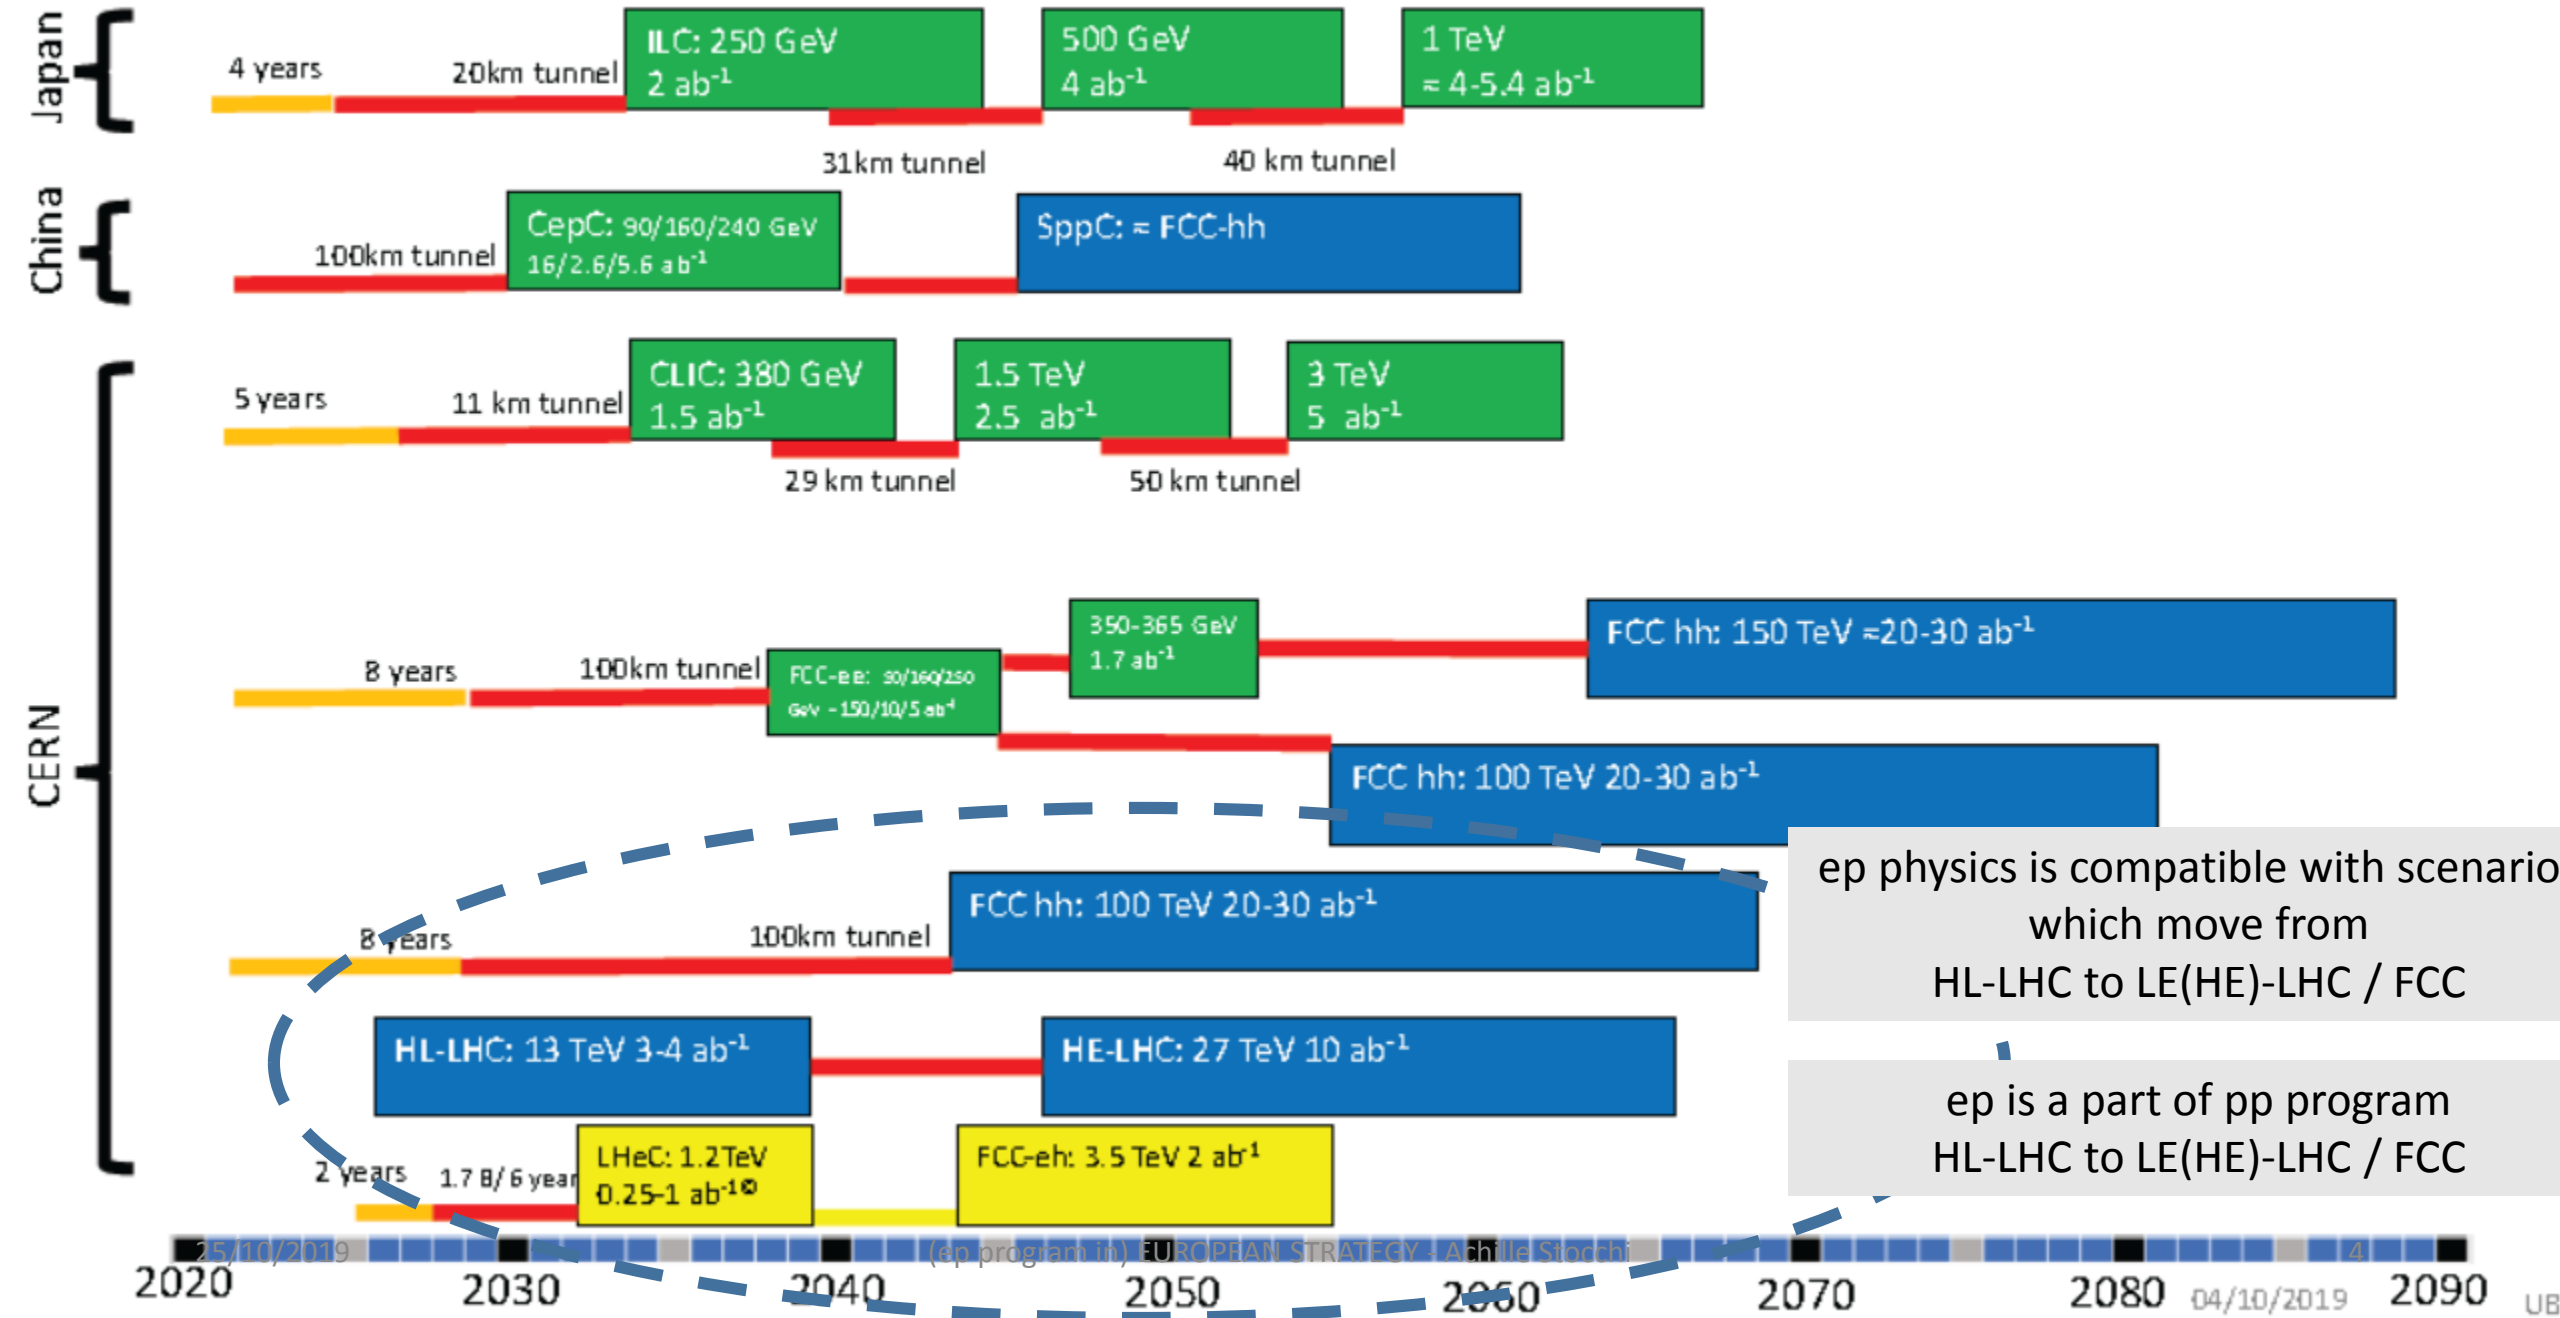 Japan
4 years
20km tunnel
ILC: 250 GeV
2 ab-1
500 GeV
4 ab-1
1 TeV
≈ 4-5.4 ab-1
31km tunnel
40 km tunnel
China
100km tunnel
CepC: 90/160/240 GeV
16/2.6/5.6 ab-1
SppC: ≈ FCC-hh
CERN
5 years
11 km tunnel
CLIC: 380 GeV
1.5 ab-1
1.5 TeV
2.5 ab-1
3 TeV
5 ab-1
29 km tunnel
50 km tunnel
8 years
100km tunnel
FCC-ee: 90/160/250
GeV - 150/10/5 ab-1
350-365 GeV
1.7 ab-1
FCC hh: 150 TeV ≈20-30 ab-1
FCC hh: 100 TeV 20-30 ab-1
8 years
100km tunnel
FCC hh: 100 TeV 20-30 ab-1
HL-LHC: 13 TeV 3-4 ab-1
HE-LHC: 27 TeV 10 ab-1
2 years
1.7 B/ 6 year
LHeC: 1.2TeV
0.25-1 ab-1
FCC-eh: 3.5 TeV 2 ab-1
ep physics is compatible with scenario
which move from
HL-LHC to LE(HE)-LHC / FCC
ep is a part of pp program
HL-LHC to LE(HE)-LHC / FCC
25/10/2019
(ep program in) EUROPEAN STRATEGY - Achille Stocchi
4
2020
2030
2040
2050
2060
2070
2080
2090
04/10/2019
UB